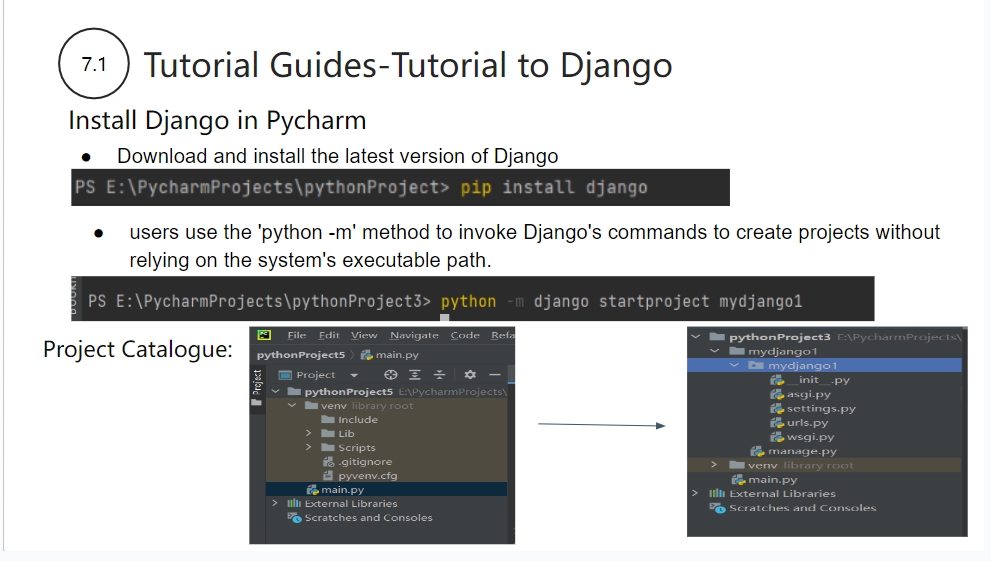 7.1
Tutorial Guides-Tutorial to Django
Install Django in Pycharm
● Download and install the latest version of Django
PS E:\PycharmProjects\pythonProject> pip install django
● users use the 'python -m' method to invoke Django's commands to create projects without
relying on the system's executable path.
PS E:\PycharmProjects\pythonProject3> python -m django startproject mydjango1
Project Catalogue:
PC File Edit View Navigate Code Refa
pythonProject5 main.py
Project
Project
pythonProject5 E:\PycharmProjects\
venv library root
Include
Lib
Scripts
.gitignore
pyvenv.cfg
main.py
External Libraries
Scratches and Consoles
pythonProject3 E:\PycharmProjects\
mydjango1
mydjango1
__init__.py
asgi.py
settings.py
urls.py
wsgi.py
manage.py
venv library root
main.py
External Libraries
Scratches and Consoles